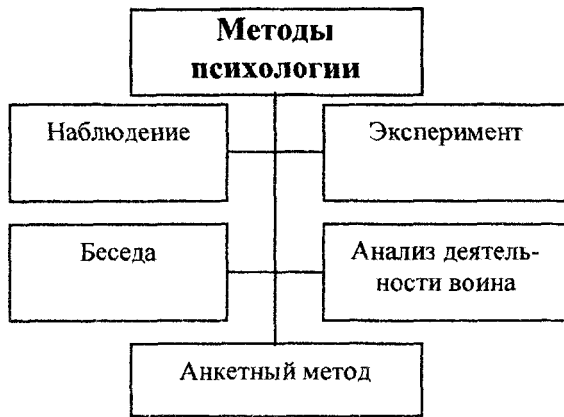 Методы
психологии
Наблюдение
Эксперимент
Беседа
Анализ деятель-
ности воина
Анкетный метод